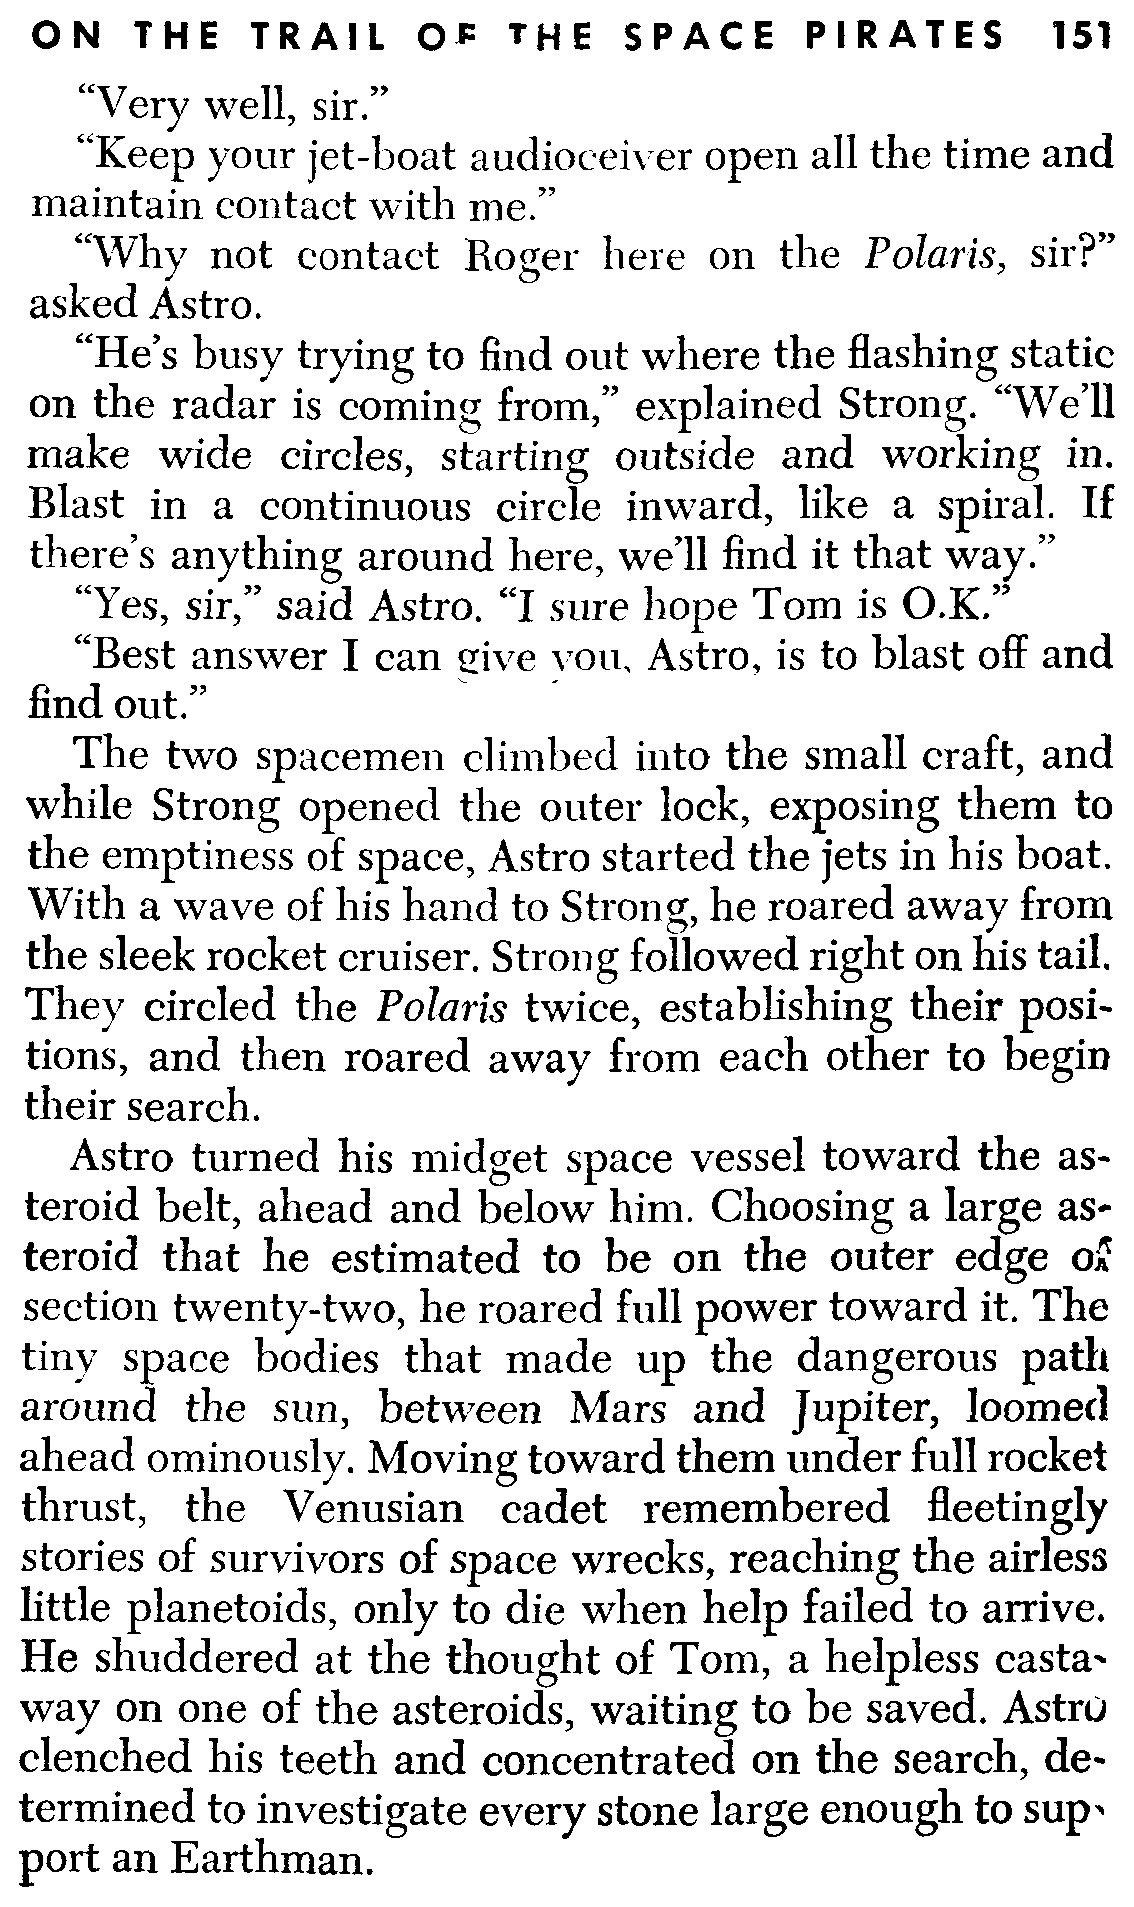 ON THE TRAIL OF THE SPACE PIRATES 151
“Very well, sir.”
“Keep your jet-boat audioceiver open all the time and
maintain contact with me.”
“Why not contact Roger here on the Polaris, sir?”
asked Astro.
“He’s busy trying to find out where the flashing static
on the radar is coming from,” explained Strong. “We’ll
make wide circles, starting outside and working in.
Blast in a continuous circle inward, like a spiral. If
there’s anything around here, we’ll find it that way.”
“Yes, sir,” said Astro. “I sure hope Tom is O.K.”
“Best answer I can give you, Astro, is to blast off and
find out.”
The two spacemen climbed into the small craft, and
while Strong opened the outer lock, exposing them to
the emptiness of space, Astro started the jets in his boat.
With a wave of his hand to Strong, he roared away from
the sleek rocket cruiser. Strong followed right on his tail.
They circled the Polaris twice, establishing their posi-
tions, and then roared away from each other to begin
their search.
Astro turned his midget space vessel toward the as-
teroid belt, ahead and below him. Choosing a large as-
teroid that he estimated to be on the outer edge of
section twenty-two, he roared full power toward it. The
tiny space bodies that made up the dangerous path
around the sun, between Mars and Jupiter, loomed
ahead ominously. Moving toward them under full rocket
thrust, the Venusian cadet remembered fleetingly
stories of survivors of space wrecks, reaching the airless
little planetoids, only to die when help failed to arrive.
He shuddered at the thought of Tom, a helpless casta-
way on one of the asteroids, waiting to be saved. Astro
clenched his teeth and concentrated on the search, de-
termined to investigate every stone large enough to sup-
port an Earthman.